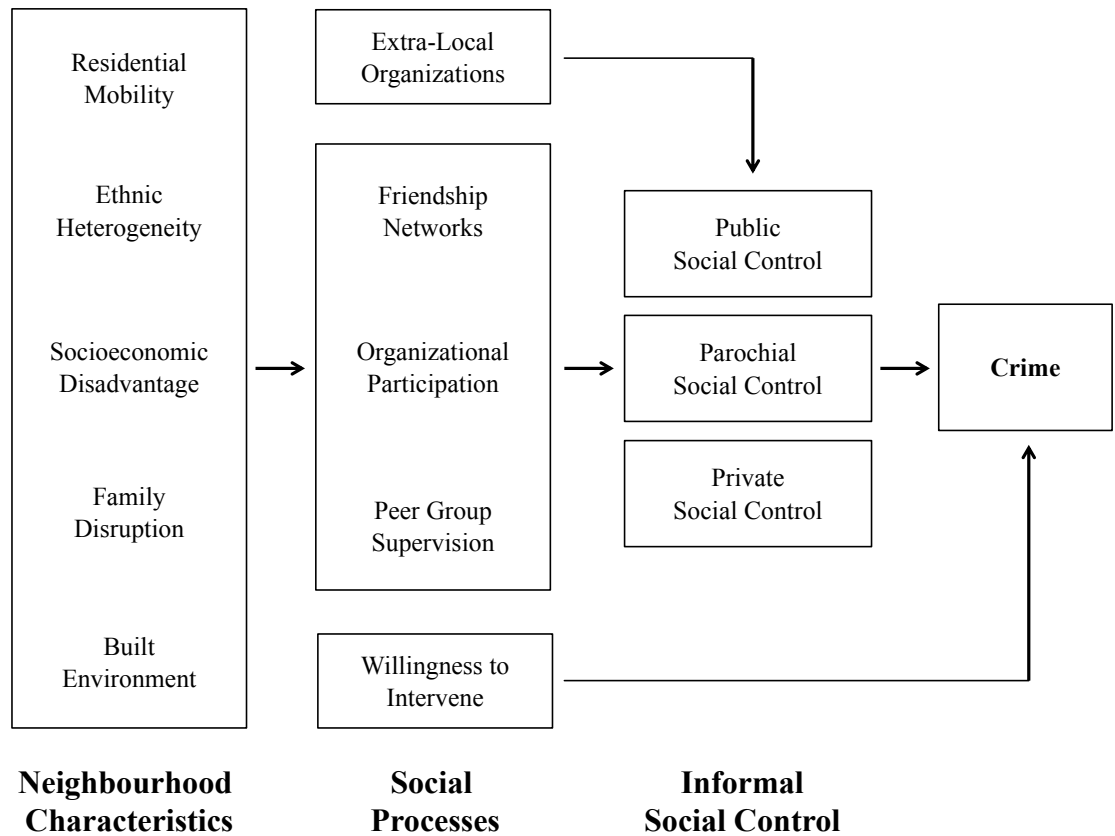 Residential
Mobility
Ethnic
Heterogeneity
Socioeconomic
Disadvantage
Family
Disruption
Built
Environment
Extra-Local
Organizations
Friendship
Networks
Organizational
Participation
Peer Group
Supervision
Willingness to
Intervene
Public
Social Control
Parochial
Social Control
Private
Social Control
Crime
Neighbourhood
Characteristics
Social
Processes
Informal
Social Control